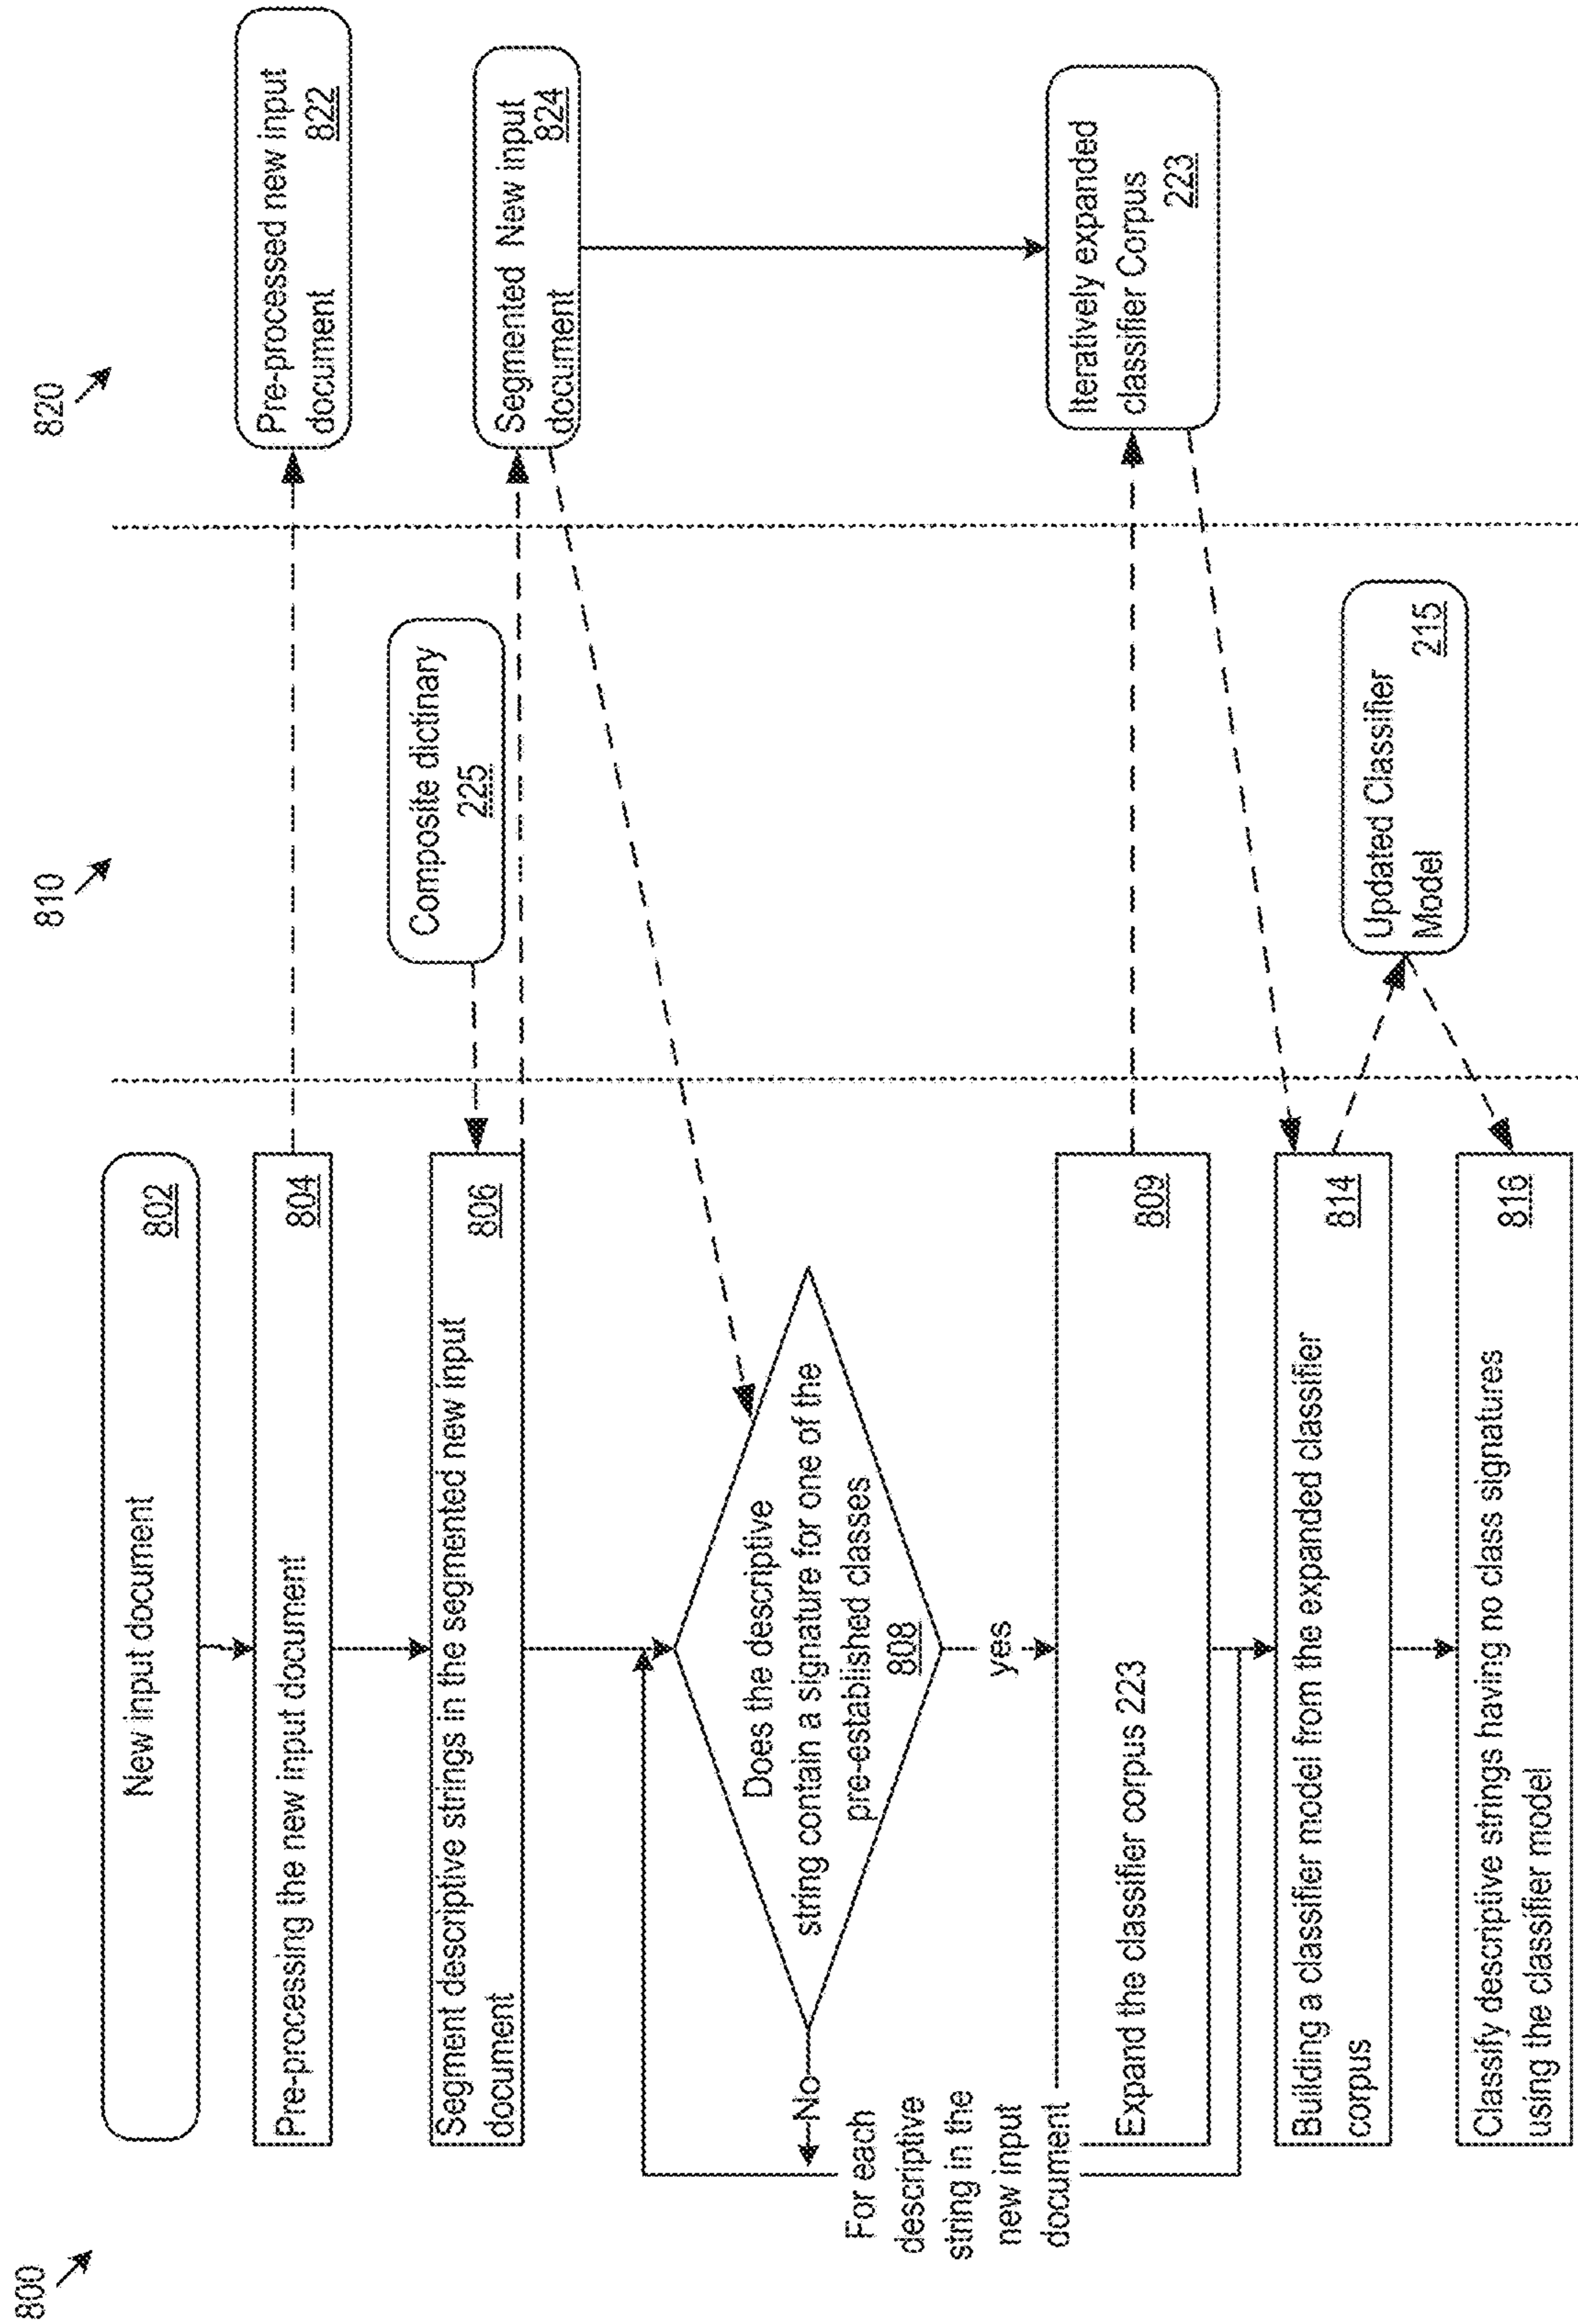 800
810
820
New input document
802
Pre-processing the new input document
804
Pre-processed new input
document
822
Composite dictinary
225
Segment descriptive strings in the segmented new input
document
806
Segmented New input
document
824
Does the descriptive
string contain a signature for one of the
pre-established classes
808
No
yes
For each
descriptive
string in the
new input
document
Expand the classifier corpus 223
809
Iteratively expanded
classifier Corpus
223
Building a classifier model from the expanded classifier
corpus
814
Updated Classifier
Model
215
Classify descriptive strings having no class signatures
using the classifier model
816